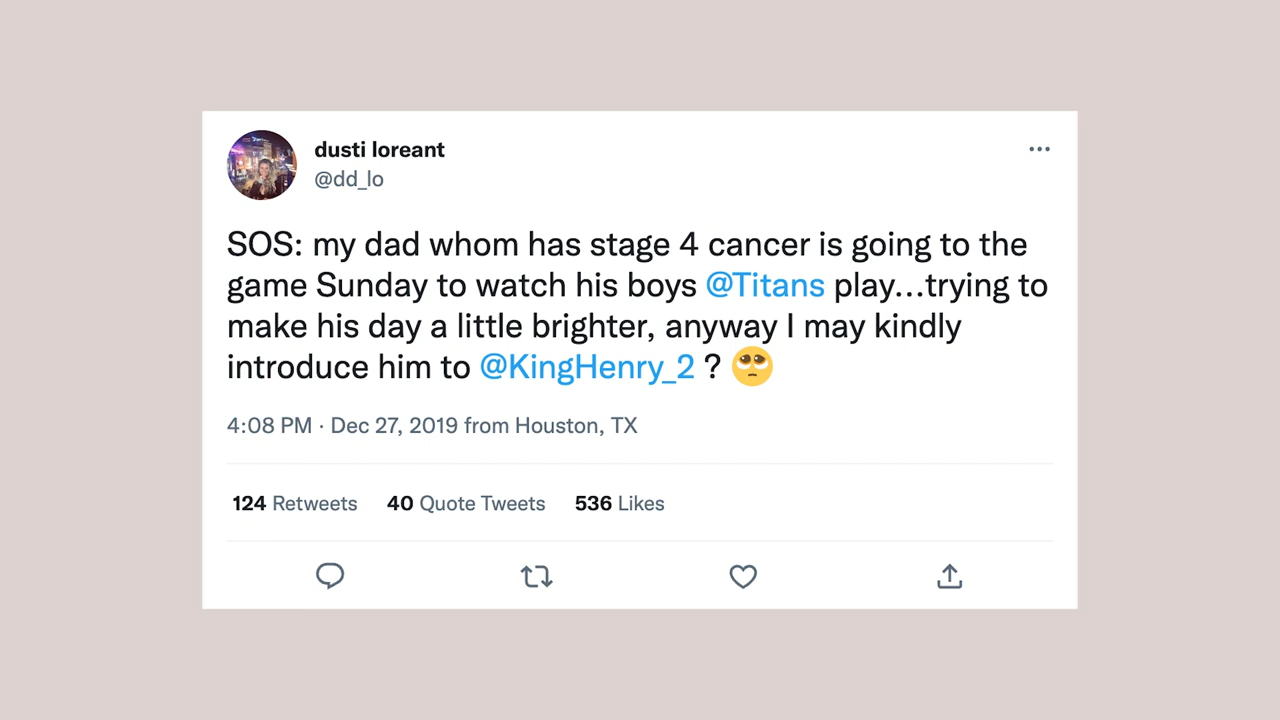 dusti loreant
@dd_lo
SOS: my dad whom has stage 4 cancer is going to the
game Sunday to watch his boys @Titans play...trying to
make his day a little brighter, anyway I may kindly
introduce him to @KingHenry_2 ? 🥺
4:08 PM · Dec 27, 2019 from Houston, TX
124 Retweets 40 Quote Tweets 536 Likes